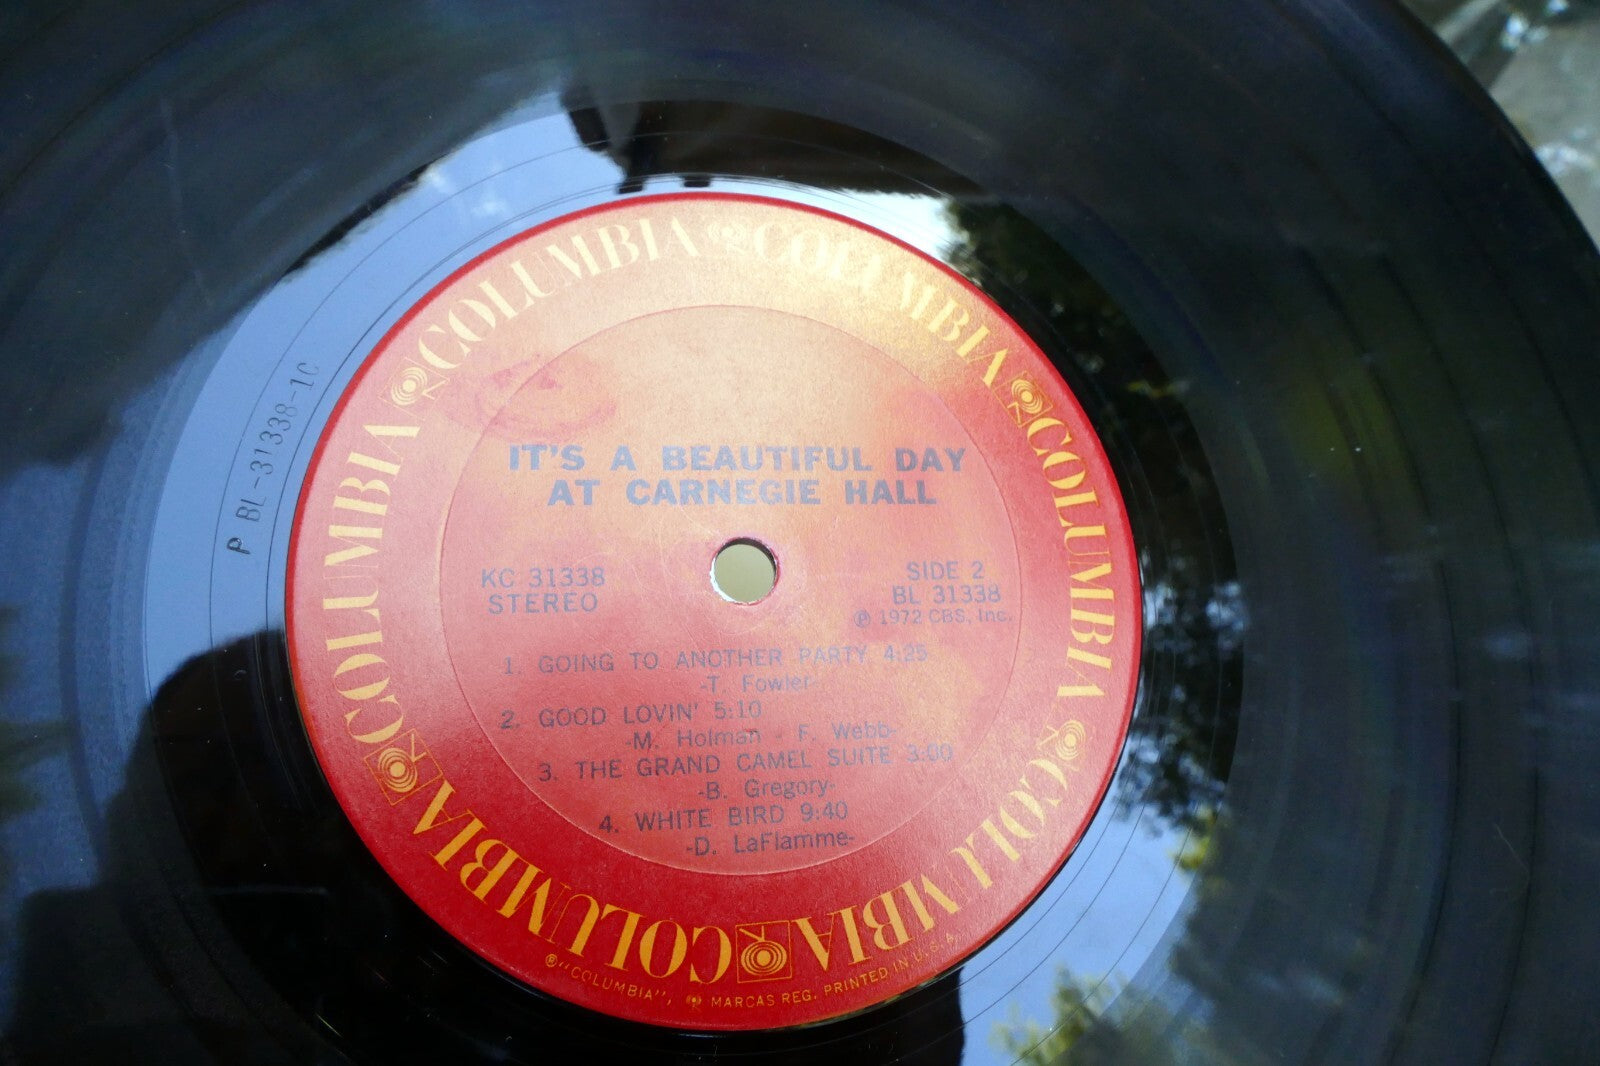 COLUMBIA COLUMBIA COLUMBIA COLUMBIA COLUMBIA COLUMBIA
P BL-31338-1C
IT'S A BEAUTIFUL DAY
AT CARNEGIE HALL
KC 31338
STEREO
SIDE 2
BL 31338
℗ 1972 CBS, Inc.
1. GOING TO ANOTHER PARTY 4:25
-T. Fowler-
2. GOOD LOVIN' 5:10
-M. Holman - F. Webb-
3. THE GRAND CAMEL SUITE 3:00
-B. Gregory-
4. WHITE BIRD 9:40
-D. LaFlamme-
®"COLUMBIA", MARCAS REG. PRINTED IN U.S.A.